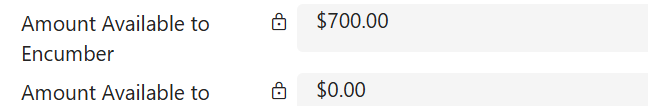 Amount Available to $700.00
Encumber
Amount Available to $0.00